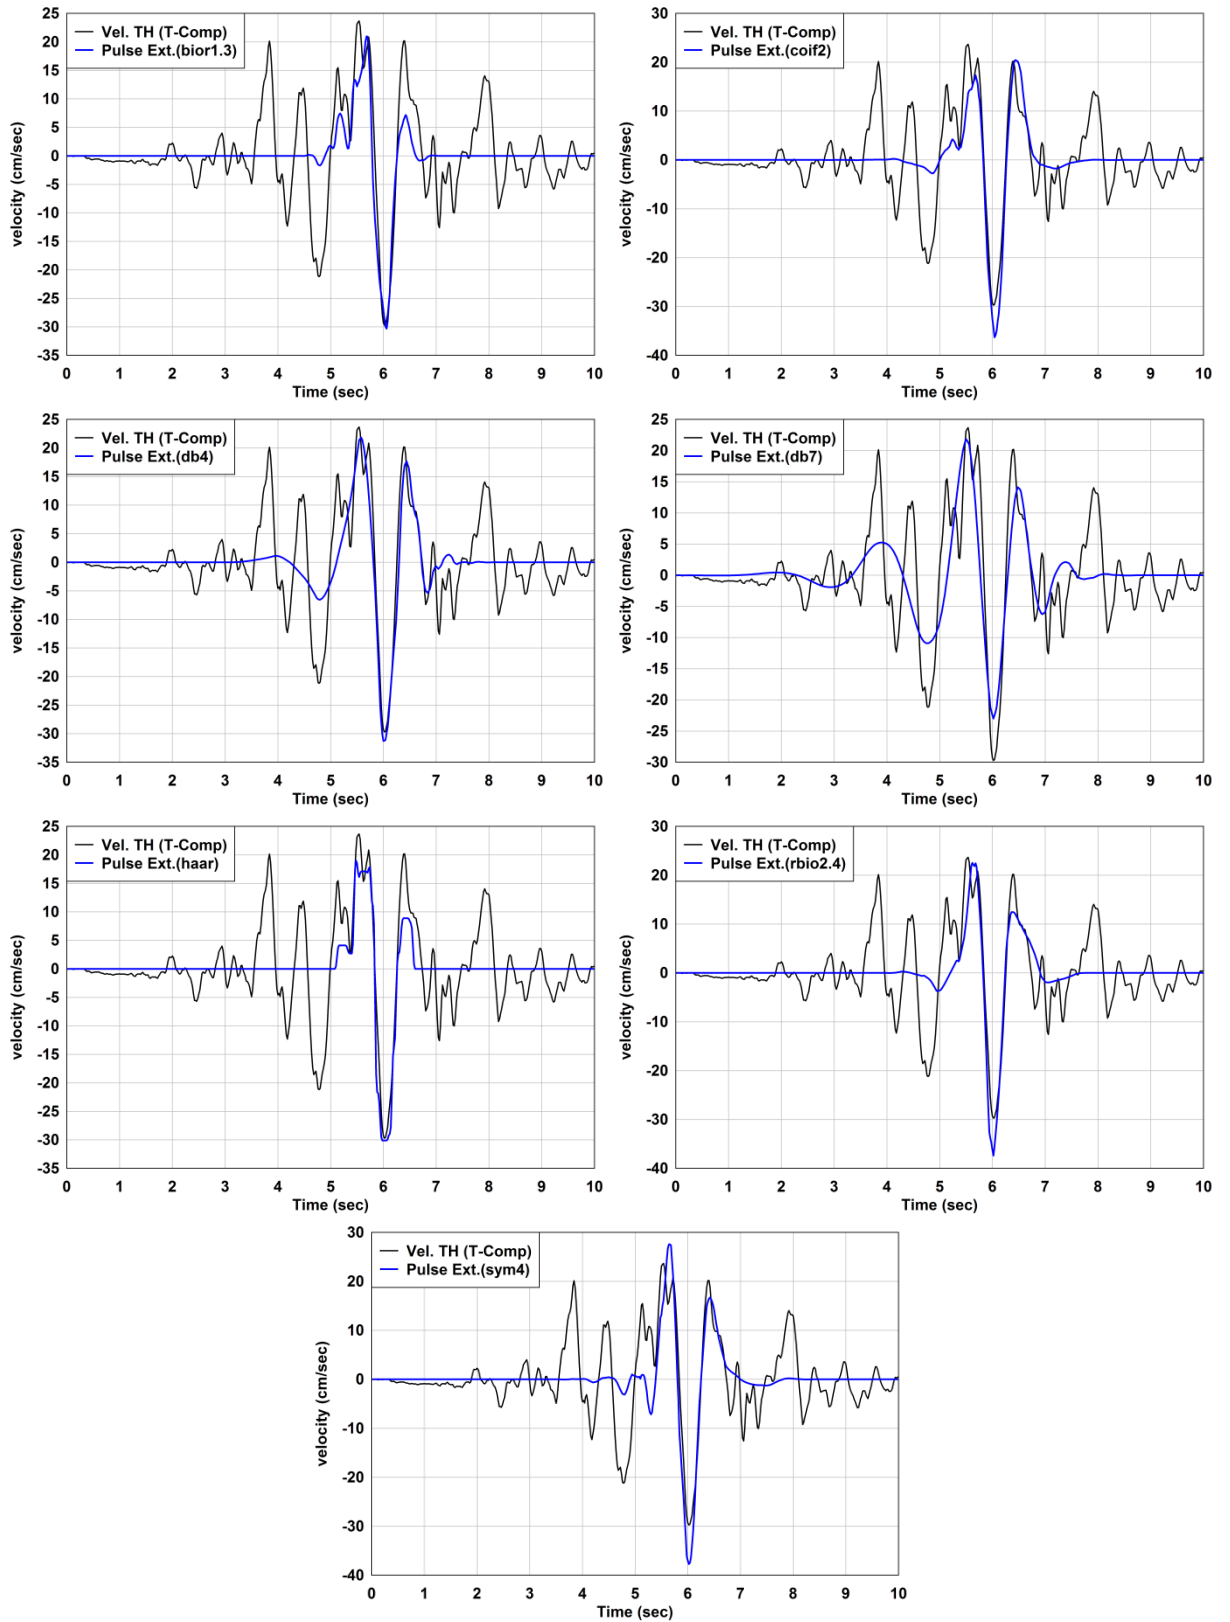 Vel. TH (T-Comp)
Pulse Ext.(bior1.3)
velocity (cm/sec)
25
20
15
10
5
0
-5
-10
-15
-20
-25
-30
-35
0 1 2 3 4 5 6 7 8 9 10
Time (sec)
Vel. TH (T-Comp)
Pulse Ext.(coif2)
velocity (cm/sec)
30
20
10
0
-10
-20
-30
-40
0 1 2 3 4 5 6 7 8 9 10
Time (sec)
Vel. TH (T-Comp)
Pulse Ext.(db4)
velocity (cm/sec)
25
20
15
10
5
0
-5
-10
-15
-20
-25
-30
-35
0 1 2 3 4 5 6 7 8 9 10
Time (sec)
Vel. TH (T-Comp)
Pulse Ext.(db7)
velocity (cm/sec)
25
20
15
10
5
0
-5
-10
-15
-20
-25
-30
0 1 2 3 4 5 6 7 8 9 10
Time (sec)
Vel. TH (T-Comp)
Pulse Ext.(haar)
velocity (cm/sec)
25
20
15
10
5
0
-5
-10
-15
-20
-25
-30
-35
0 1 2 3 4 5 6 7 8 9 10
Time (sec)
Vel. TH (T-Comp)
Pulse Ext.(rbio2.4)
velocity (cm/sec)
30
20
10
0
-10
-20
-30
-40
0 1 2 3 4 5 6 7 8 9 10
Time (sec)
Vel. TH (T-Comp)
Pulse Ext.(sym4)
velocity (cm/sec)
30
20
10
0
-10
-20
-30
-40
0 1 2 3 4 5 6 7 8 9 10
Time (sec)